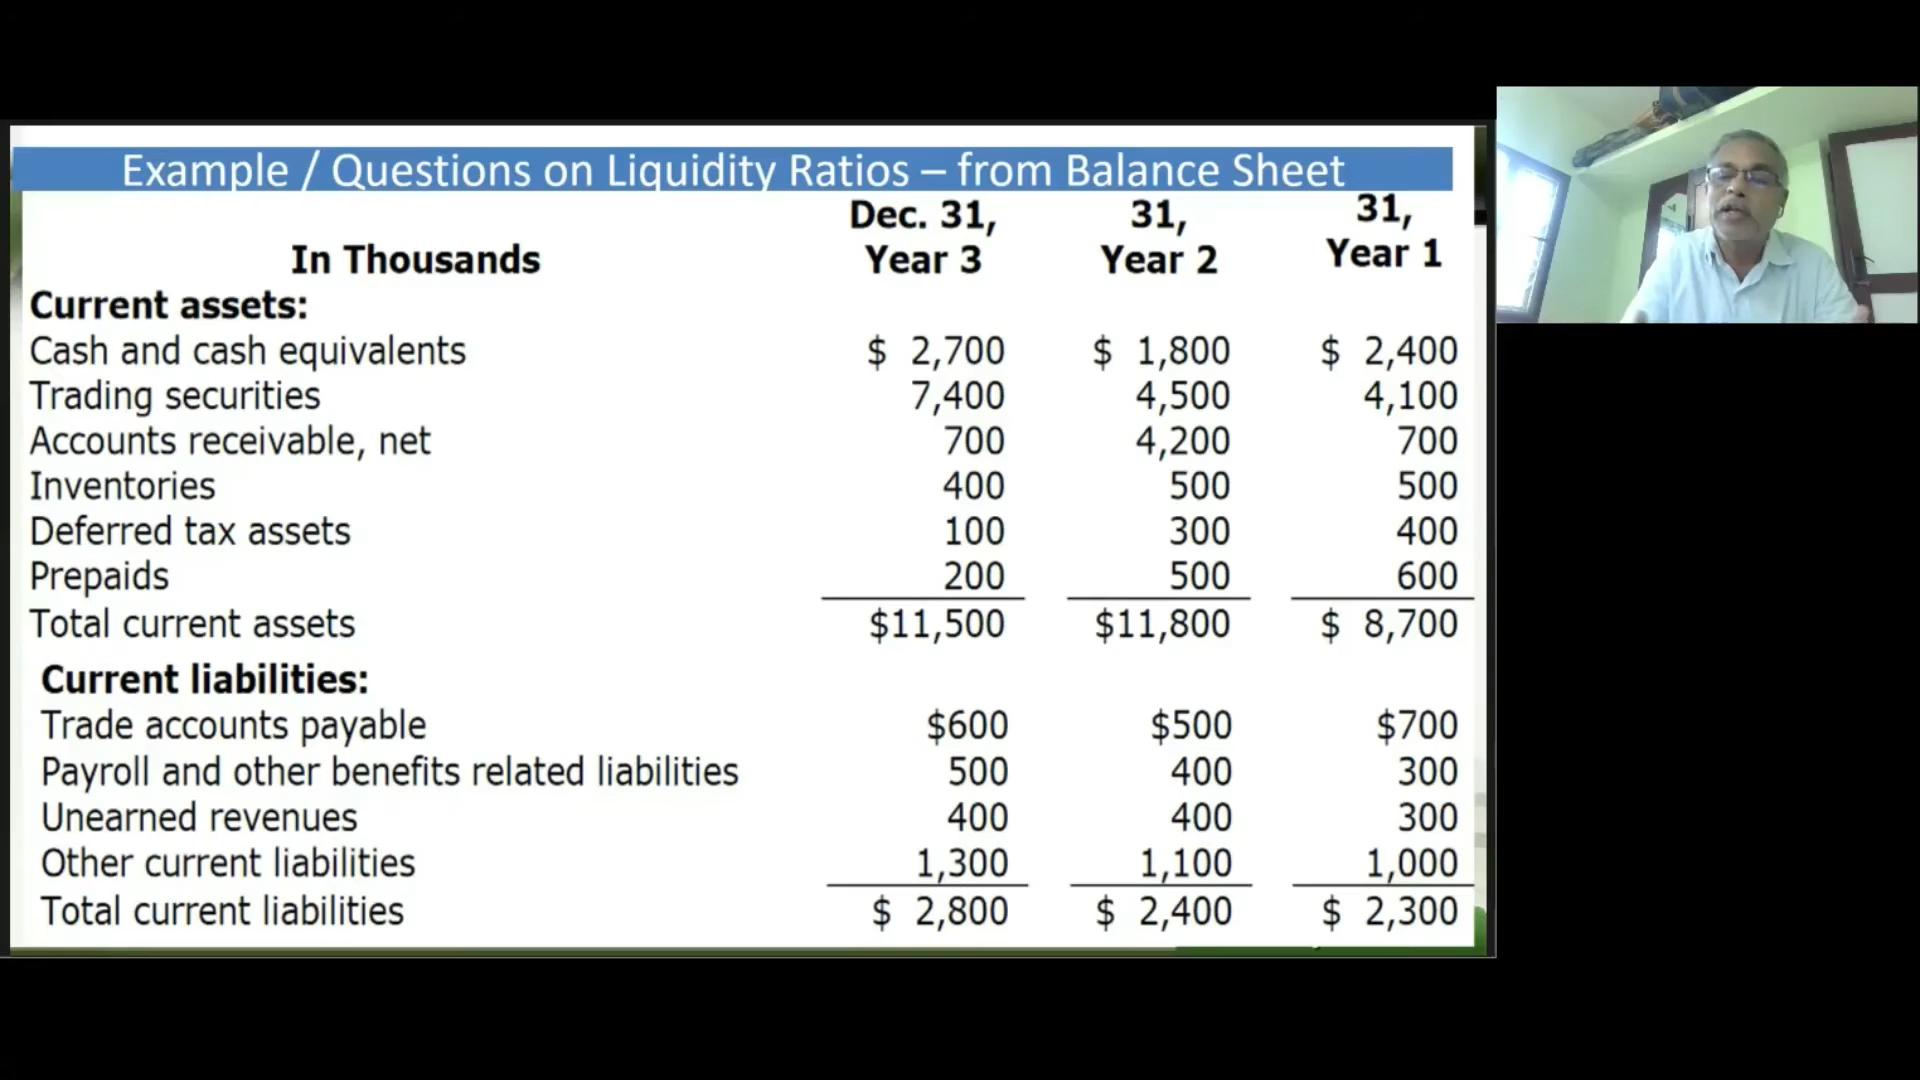 Example / Questions on Liquidity Ratios – from Balance Sheet
Dec. 31, 31, 31,
In Thousands Year 3 Year 2 Year 1
Current assets:
Cash and cash equivalents $ 2,700 $ 1,800 $ 2,400
Trading securities 7,400 4,500 4,100
Accounts receivable, net 700 4,200 700
Inventories 400 500 500
Deferred tax assets 100 300 400
Prepaids 200 500 600
Total current assets $11,500 $11,800 $ 8,700
Current liabilities:
Trade accounts payable $600 $500 $700
Payroll and other benefits related liabilities 500 400 300
Unearned revenues 400 400 300
Other current liabilities 1,300 1,100 1,000
Total current liabilities $ 2,800 $ 2,400 $ 2,300